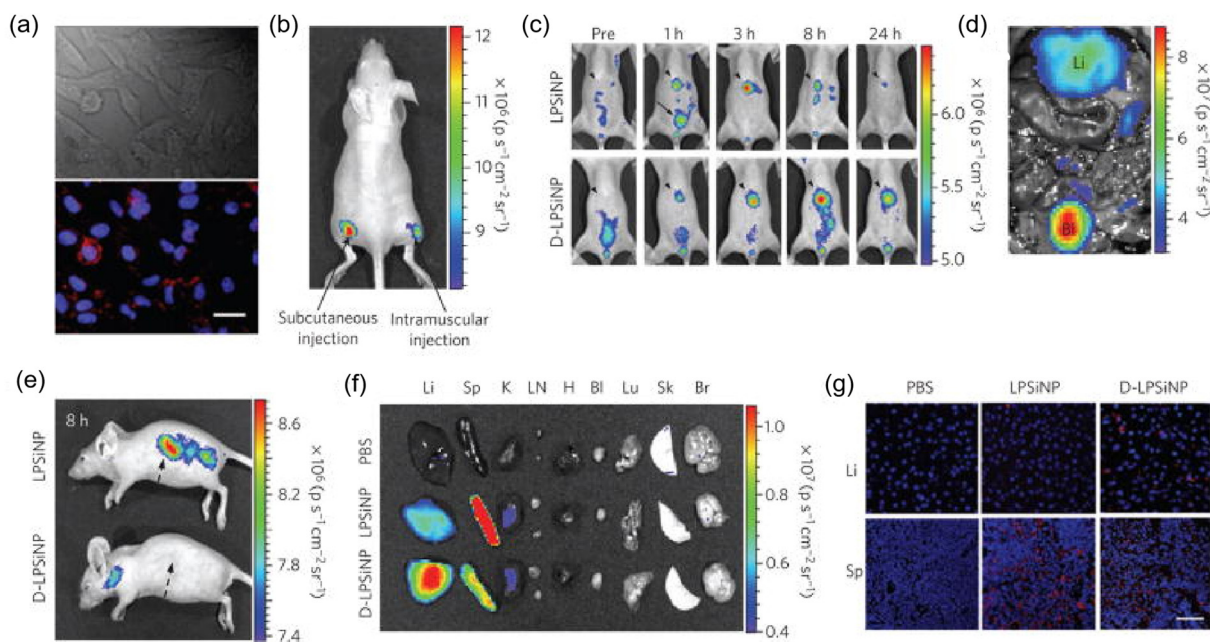 (a)
(b)
12
11
10
9
× 10⁶ (p s⁻¹ cm⁻² sr⁻¹)
Subcutaneous
injection
Intramuscular
injection
(c)
Pre 1 h 3 h 8 h 24 h
LPSiNP
D-LPSiNP
6.0
5.8
5.4
5.0
× 10⁶ (p s⁻¹ cm⁻² sr⁻¹)
(d)
Li
Bl
8
6
4
× 10⁷ (p s⁻¹ cm⁻² sr⁻¹)
(e)
8 h
LPSiNP
D-LPSiNP
8.6
8.4
8.2
7.8
7.4
× 10⁶ (p s⁻¹ cm⁻² sr⁻¹)
(f)
Li Sp K LN H Bl Lu Sk Br
PBS
LPSiNP
D-LPSiNP
1.0
0.8
0.6
0.4
× 10⁷ (p s⁻¹ cm⁻² sr⁻¹)
(g)
PBS LPSiNP D-LPSiNP
Li
Sp